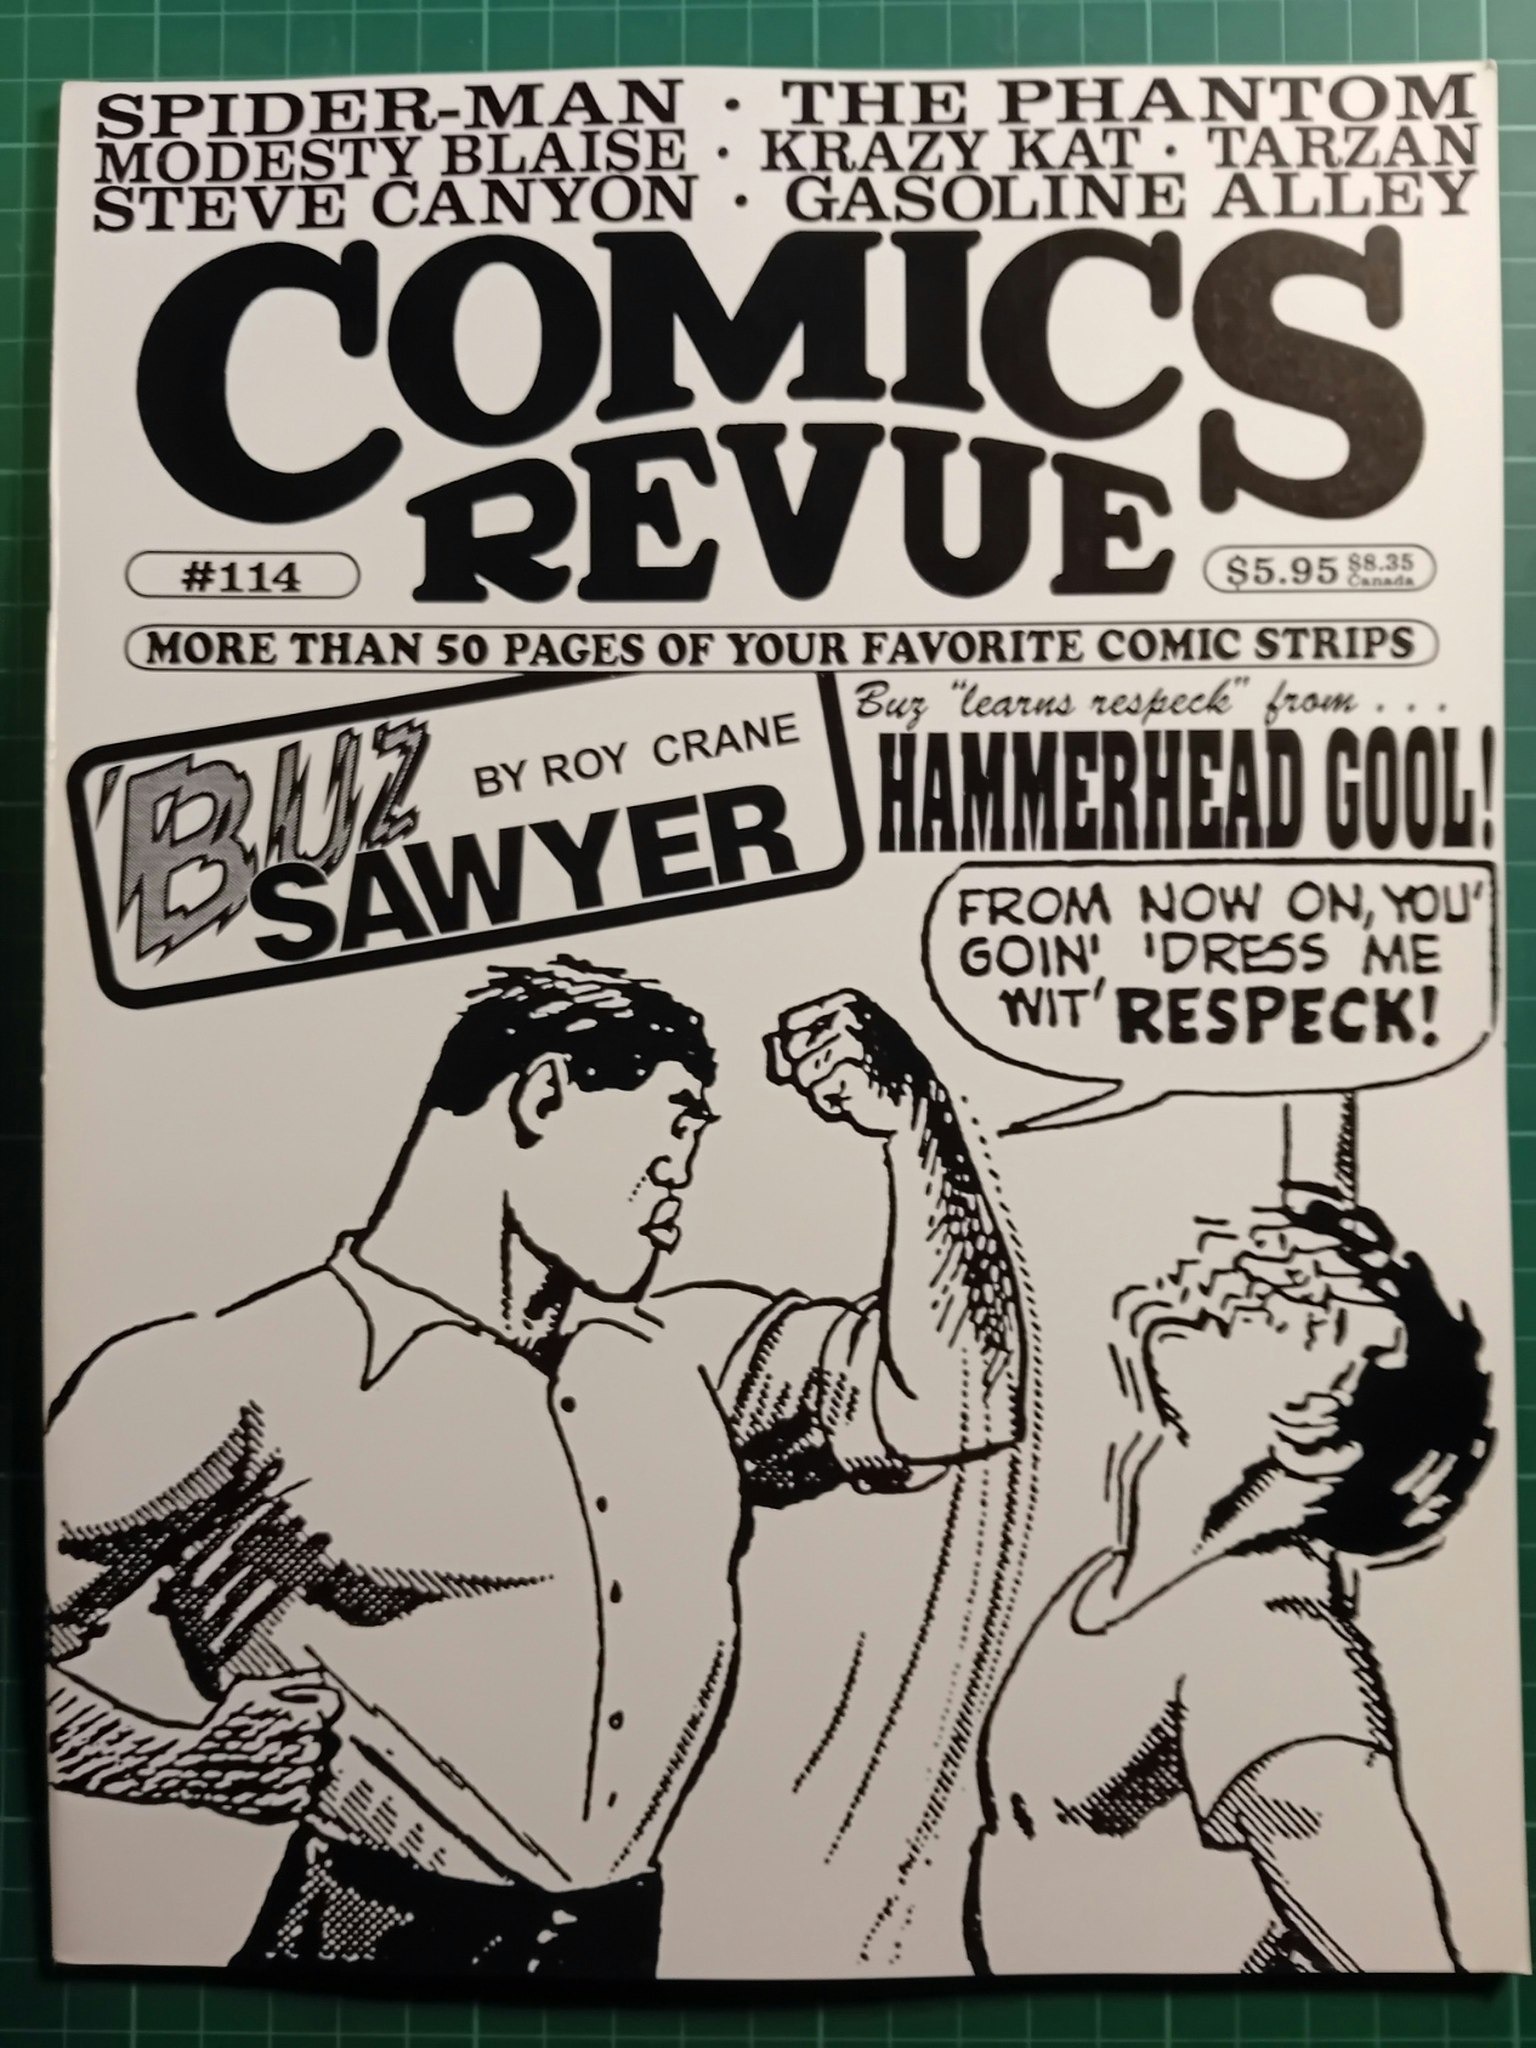 SPIDER-MAN · THE PHANTOM
MODESTY BLAISE · KRAZY KAT · TARZAN
STEVE CANYON · GASOLINE ALLEY
COMICS
REVUE
#114
$5.95 $8.35 Canada
MORE THAN 50 PAGES OF YOUR FAVORITE COMIC STRIPS
BUZ
SAWYER
BY ROY CRANE
Buz "learns respeck" from . . .
HAMMERHEAD GOOL!
FROM NOW ON, YOU'
GOIN', 'DRESS ME
WIT' RESPECK!